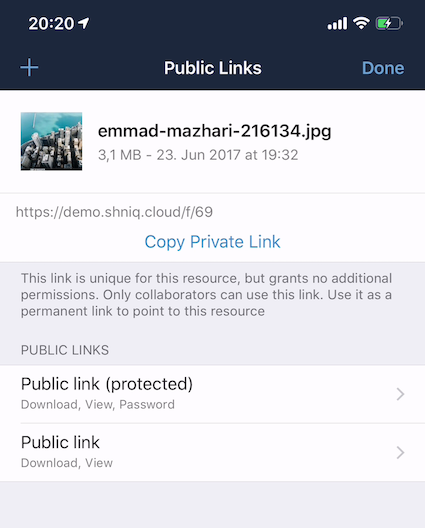 20:20
Public Links
Done
emmad-mazhari-216134.jpg
3,1 MB - 23. Jun 2017 at 19:32
https://demo.shniq.cloud/f/69
Copy Private Link
This link is unique for this resource, but grants no additional
permissions. Only collaborators can use this link. Use it as a
permanent link to point to this resource
PUBLIC LINKS
Public link (protected)
Download, View, Password
Public link
Download, View